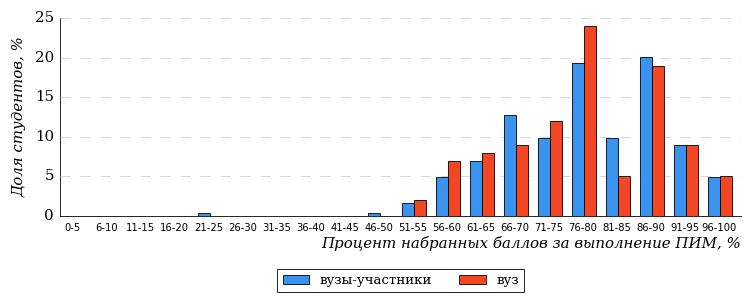 25
20
15
10
5
0
Доля студентов, %
0-5 6-10 11-15 16-20 21-25 26-30 31-35 36-40 41-45 46-50 51-55 56-60 61-65 66-70 71-75 76-80 81-85 86-90 91-95 96-100
Процент набранных баллов за выполнение ПИМ, %
вузы-участники вуз